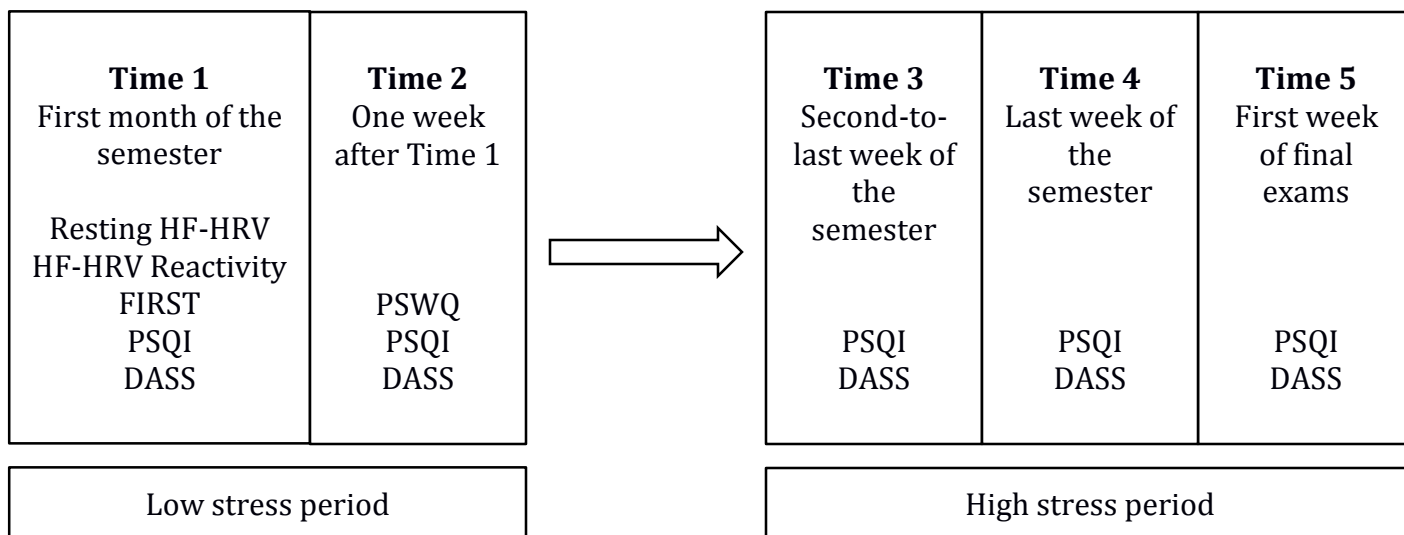 Time 1
First month of the
semester
Resting HF-HRV
HF-HRV Reactivity
FIRST
PSQI
DASS
Time 2
One week
after Time 1
PSWQ
PSQI
DASS
Time 3
Second-to-
last week of
the
semester
PSQI
DASS
Time 4
Last week of
the
semester
PSQI
DASS
Time 5
First week
of final
exams
PSQI
DASS
Low stress period
High stress period